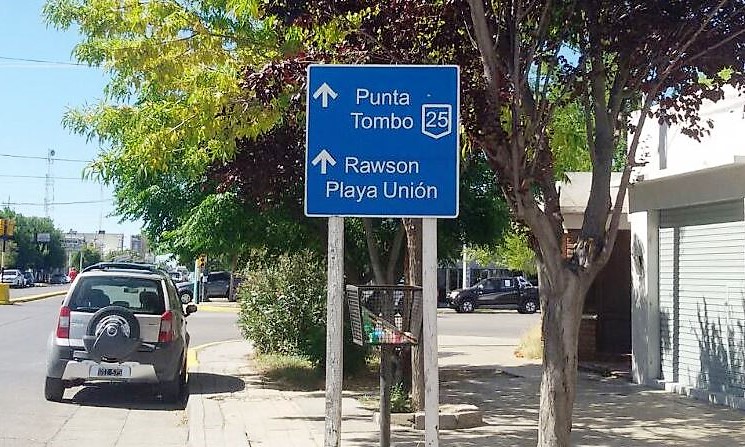 Punta
Tombo 25
Rawson
Playa Unión